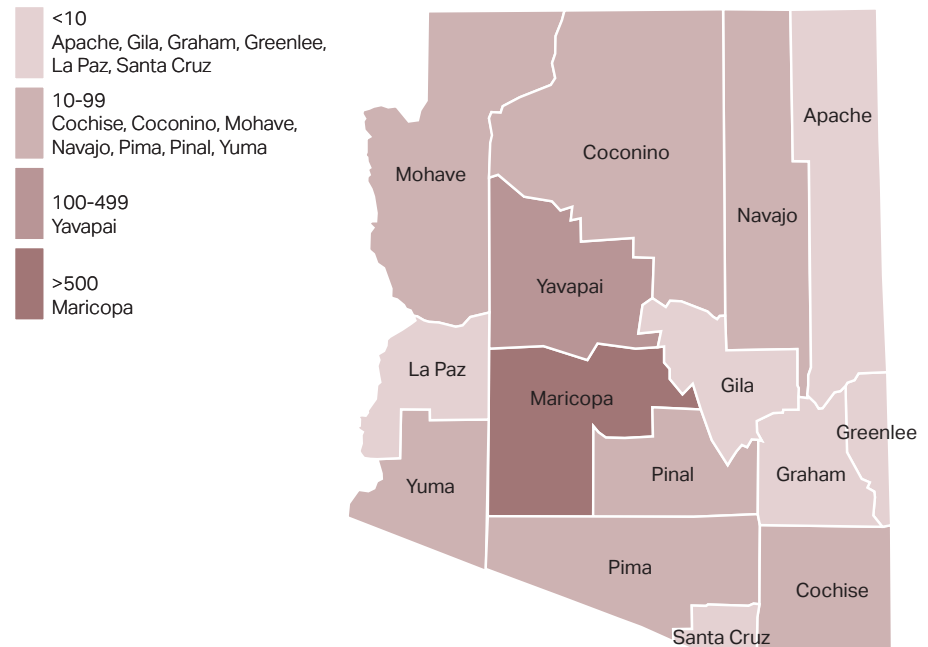 <10
Apache, Gila, Graham, Greenlee,
La Paz, Santa Cruz
10-99
Cochise, Coconino, Mohave,
Navajo, Pima, Pinal, Yuma
100-499
Yavapai
>500
Maricopa
Apache
Coconino
Mohave
Navajo
Yavapai
La Paz
Gila
Maricopa
Greenlee
Pinal
Graham
Yuma
Pima
Cochise
Santa Cruz